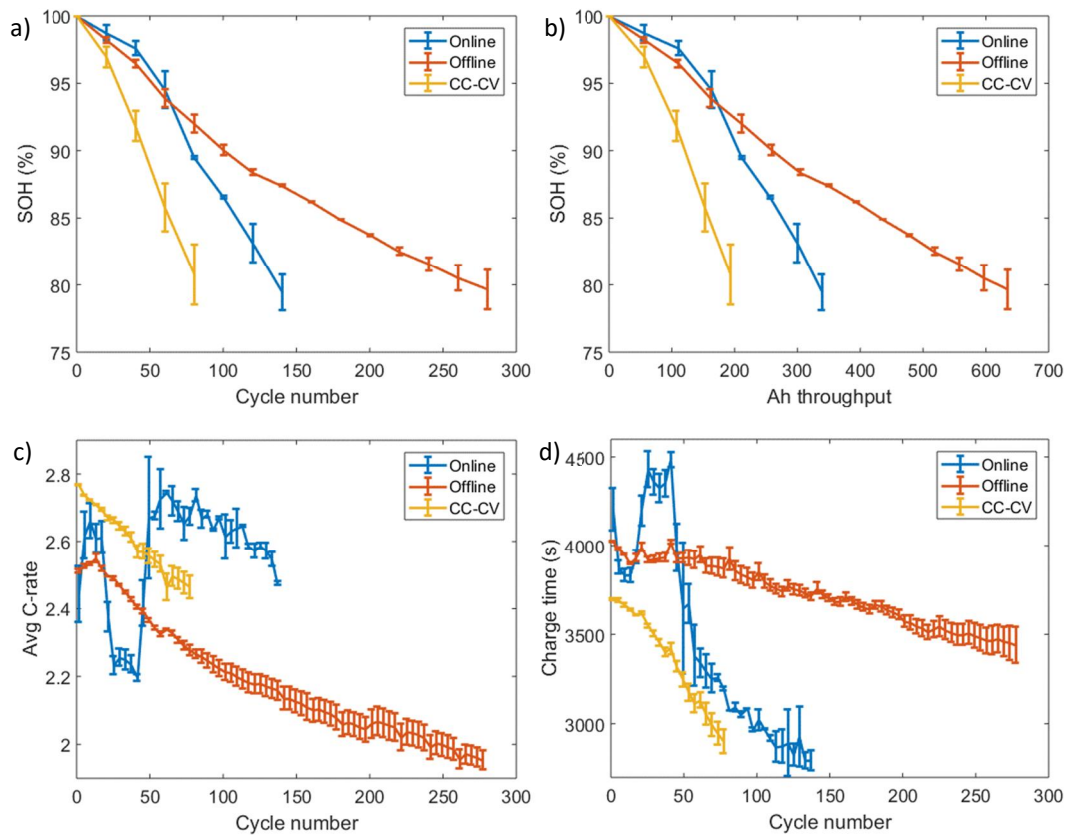 a)
100
95
90
85
80
75
SOH (%)
0
50
100
150
200
250
300
Cycle number
Online
Offline
CC-CV
b)
100
95
90
85
80
75
SOH (%)
0
100
200
300
400
500
600
700
Ah throughput
Online
Offline
CC-CV
c)
2.8
2.6
2.4
2.2
2
Avg C-rate
0
50
100
150
200
250
300
Cycle number
Online
Offline
CC-CV
d)
4500
4000
3500
3000
Charge time (s)
0
50
100
150
200
250
300
Cycle number
Online
Offline
CC-CV